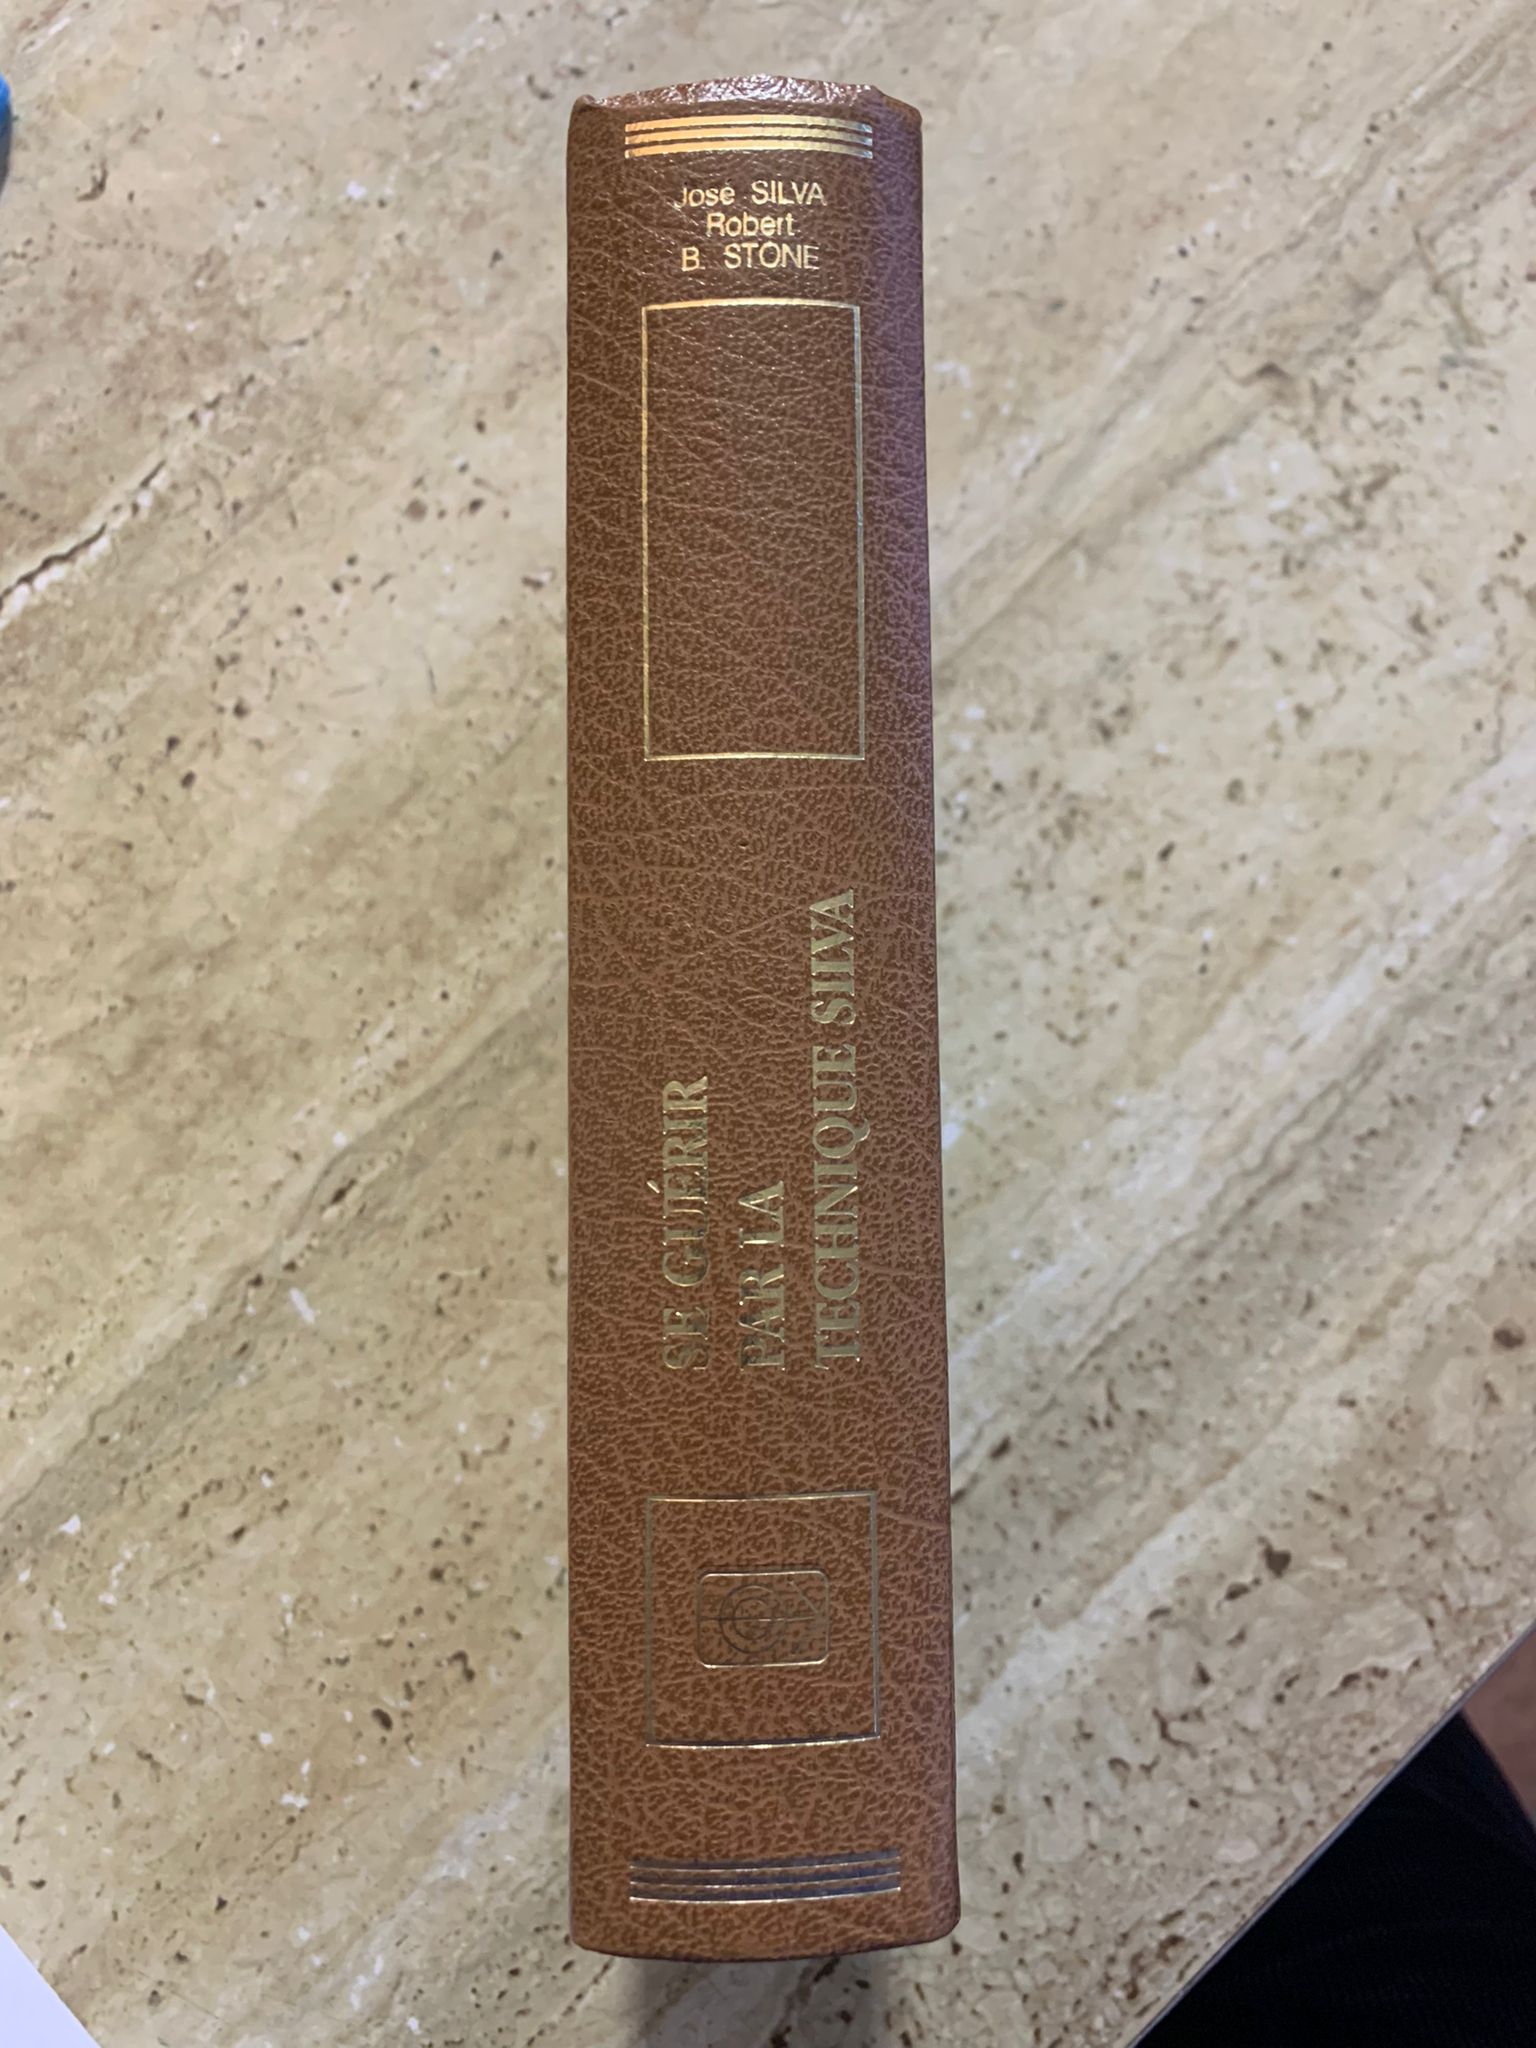 José SILVA
Robert
B. STONE
SE GUÉRIR
PAR LA
TECHNIQUE SILVA